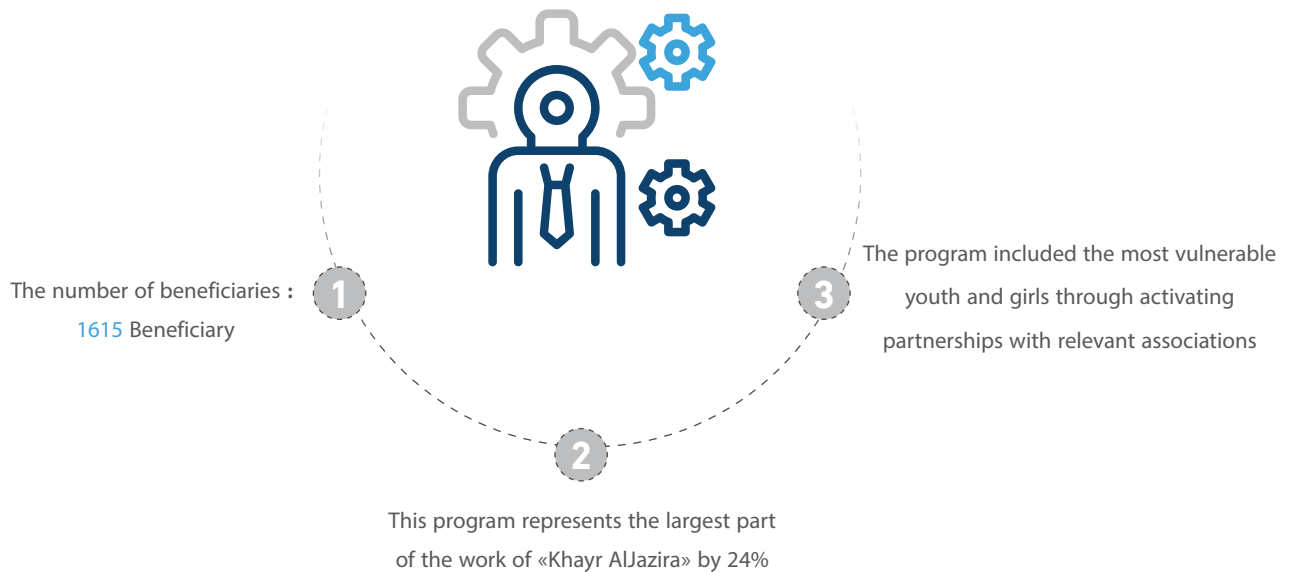 The number of beneficiaries :
1615 Beneficiary
1
2
This program represents the largest part
of the work of «Khayr AlJazira» by 24%
3
The program included the most vulnerable
youth and girls through activating
partnerships with relevant associations